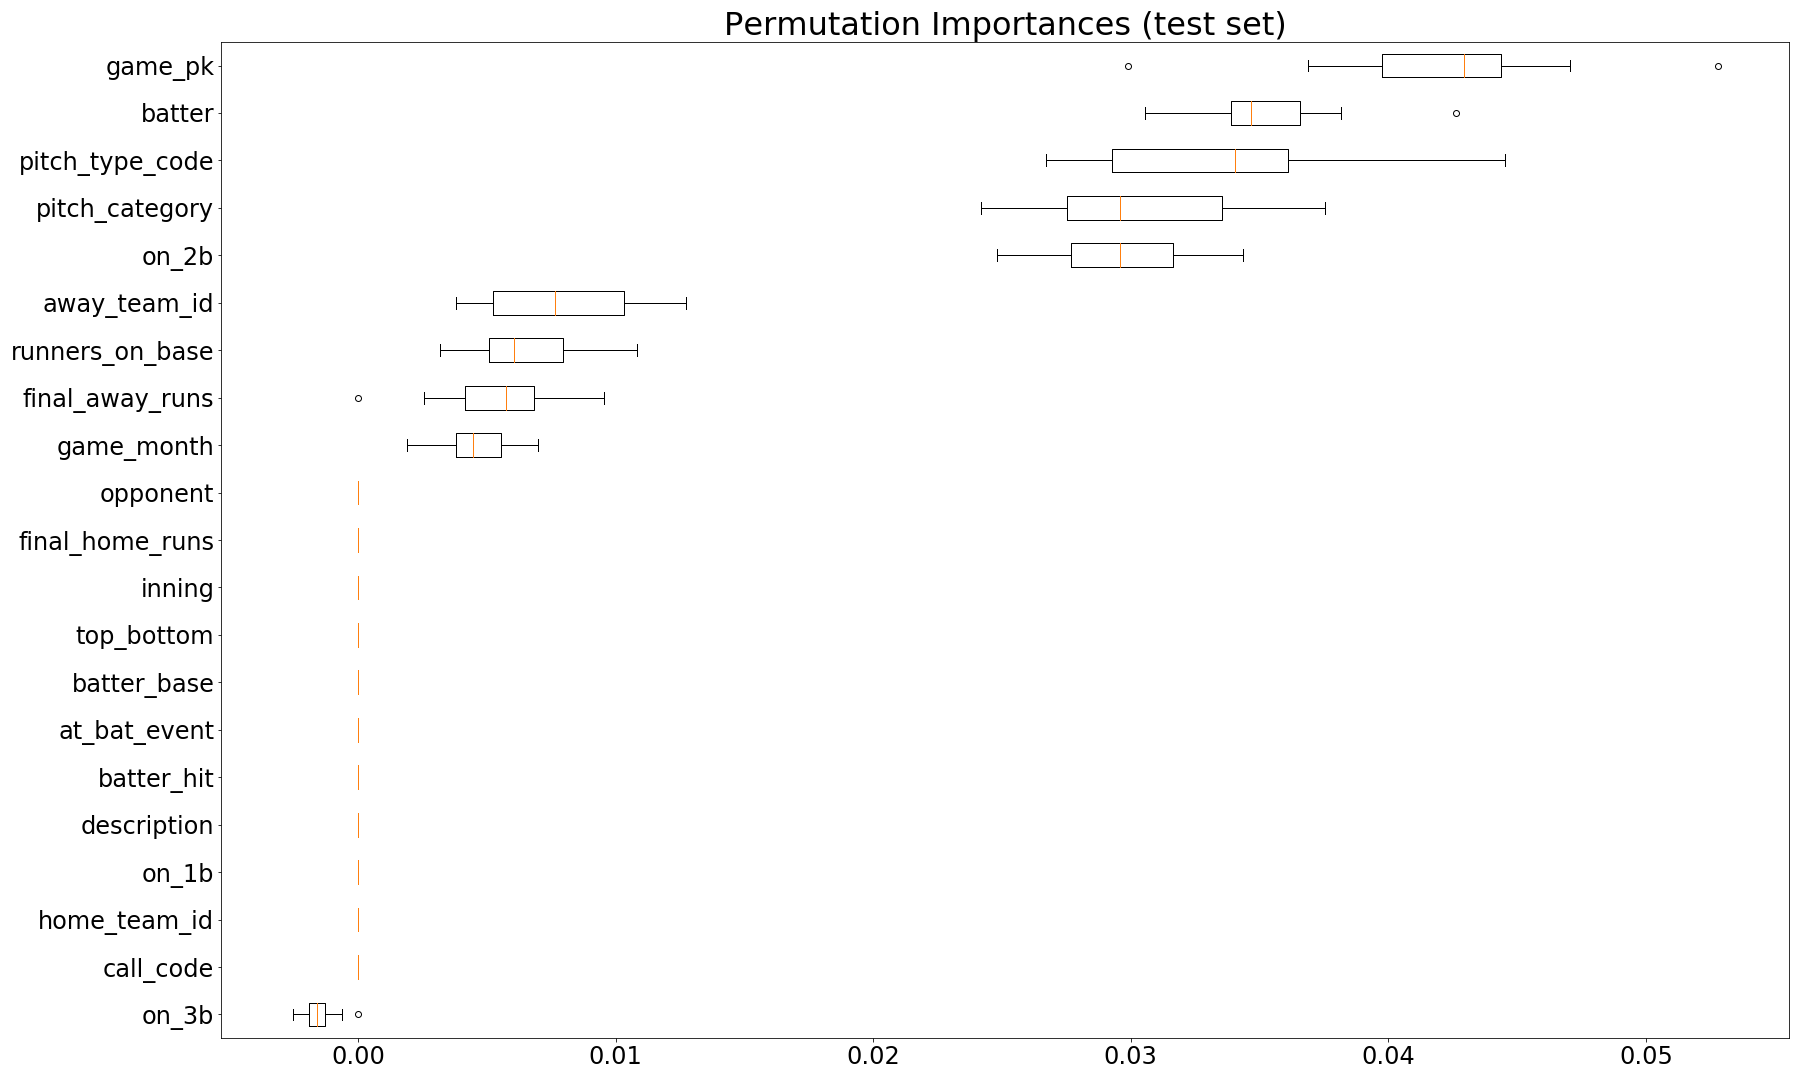 Permutation Importances (test set)
game_pk
batter
pitch_type_code
pitch_category
on_2b
away_team_id
runners_on_base
final_away_runs
game_month
opponent
final_home_runs
inning
top_bottom
batter_base
at_bat_event
batter_hit
description
on_1b
home_team_id
call_code
on_3b
0.00 0.01 0.02 0.03 0.04 0.05